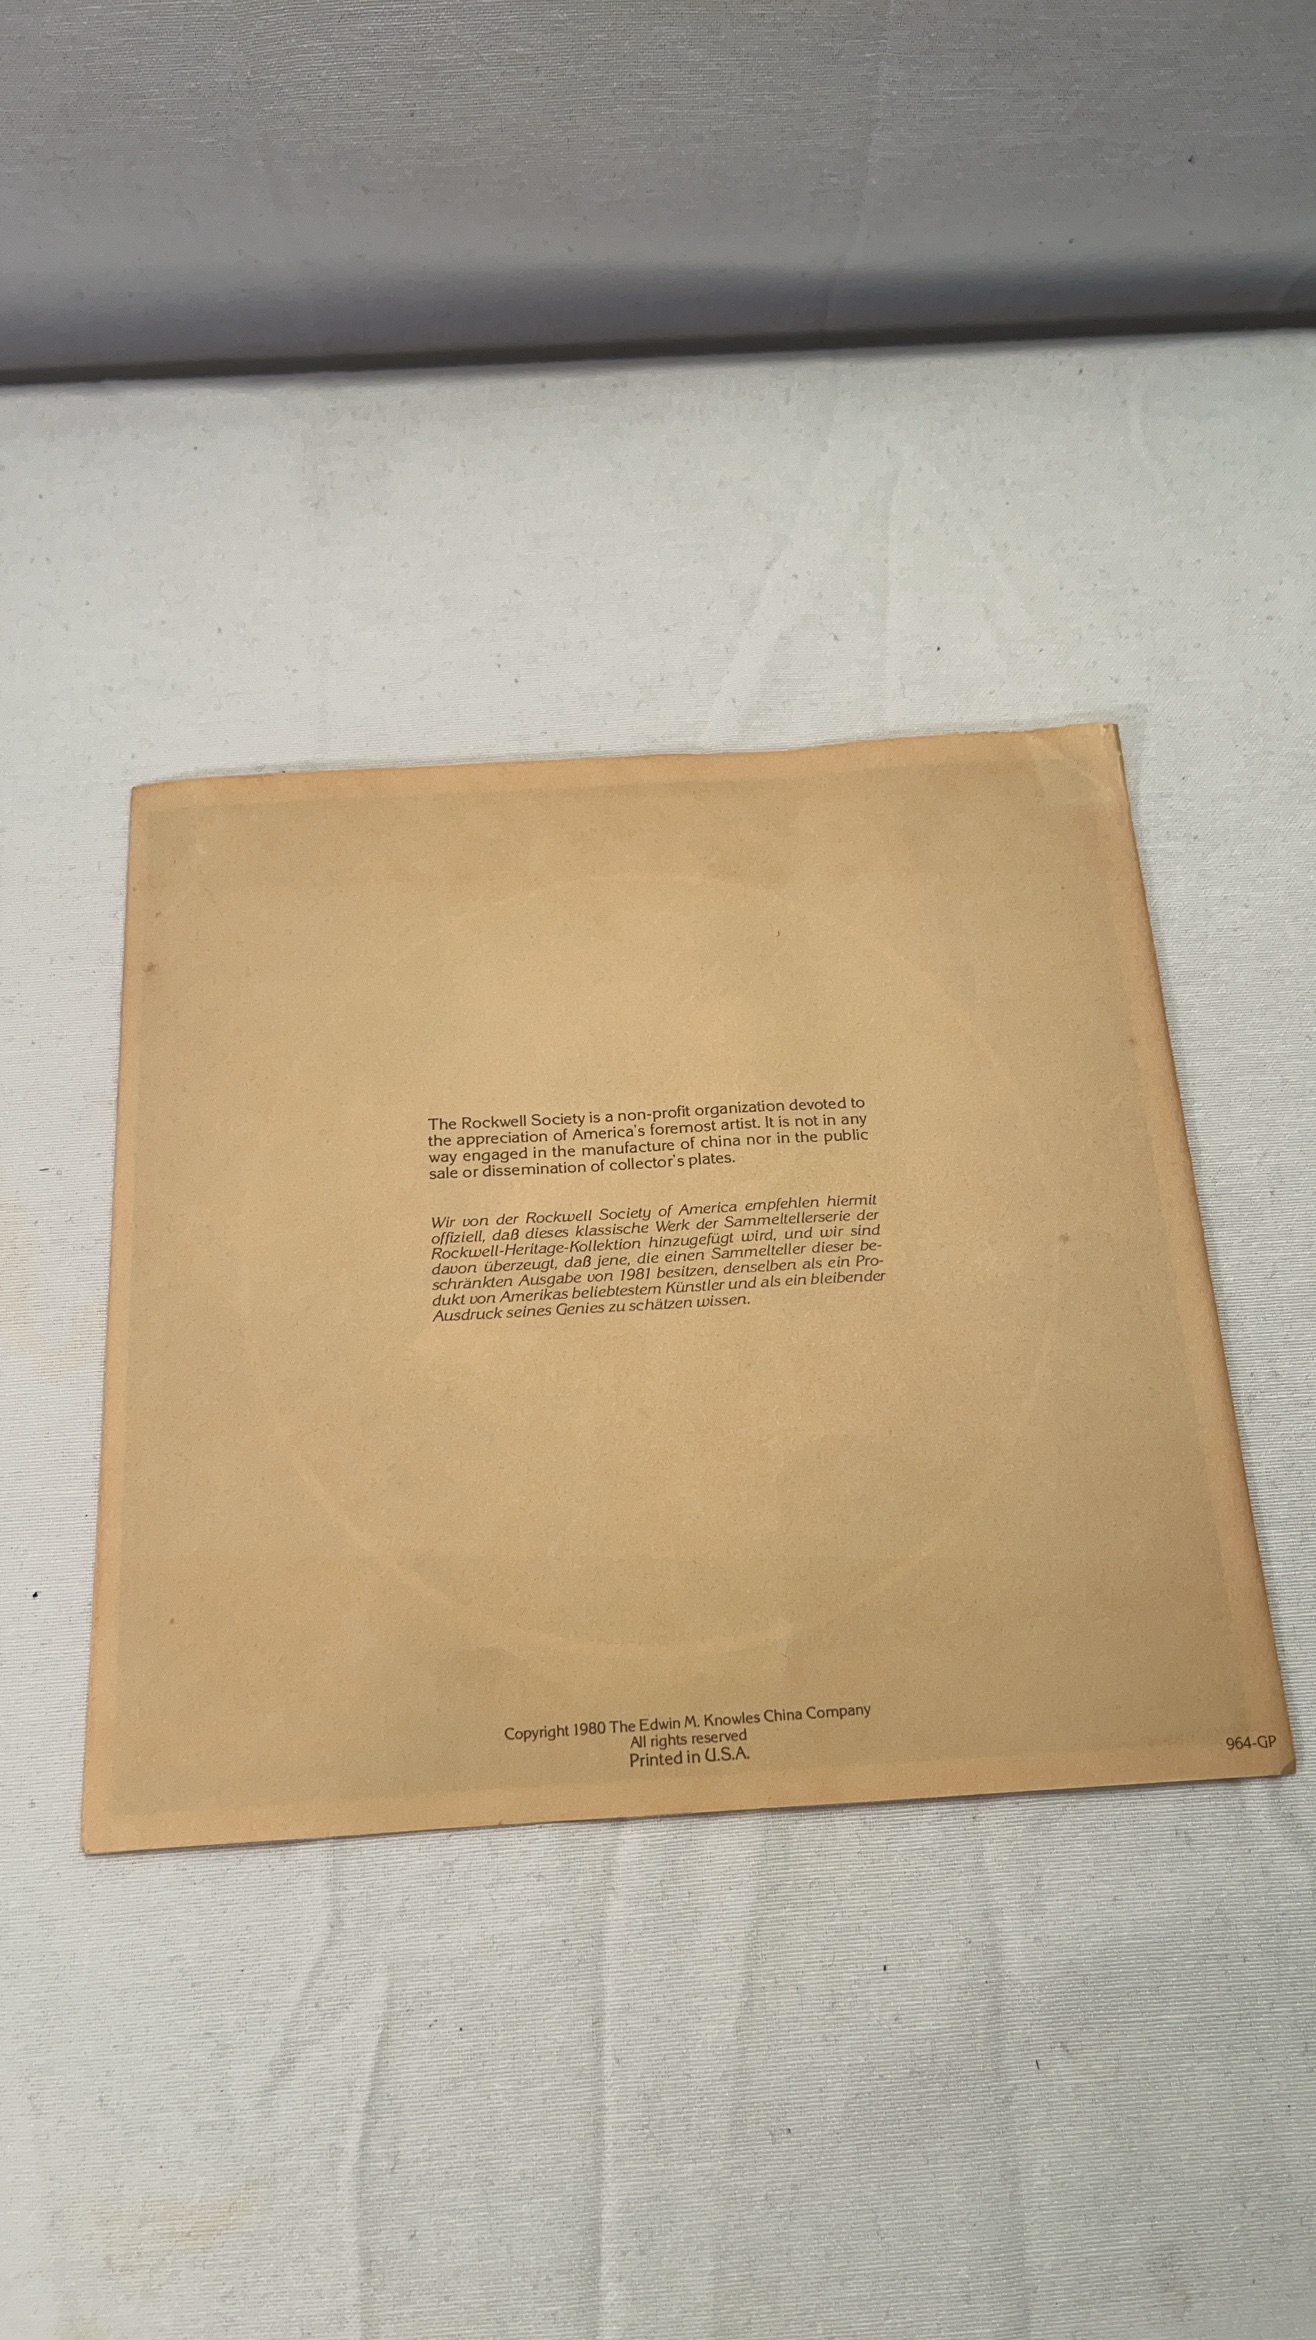 The Rockwell Society is a non-profit organization devoted to
the appreciation of America's foremost artist. It is not in any
way engaged in the manufacture of china nor in the public
sale or dissemination of collector's plates.
Wir von der Rockwell Society of America empfehlen hiermit
offiziell, daß dieses klassische Werk der Sammeltellerserie der
Rockwell-Heritage-Kollektion hinzugefügt wird, und wir sind
davon überzeugt, daß jene, die einen Sammelteller dieser be-
schränkten Ausgabe von 1981 besitzen, denselben als ein Pro-
dukt von Amerikas beliebtestem Künstler und als ein bleibender
Ausdruck seines Genies zu schätzen wissen.
Copyright 1980 The Edwin M. Knowles China Company
All rights reserved
Printed in U.S.A.
964-GP